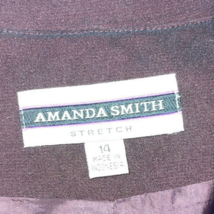 AMANDA SMITH
STRETCH
14
MADE IN
INDONESIA